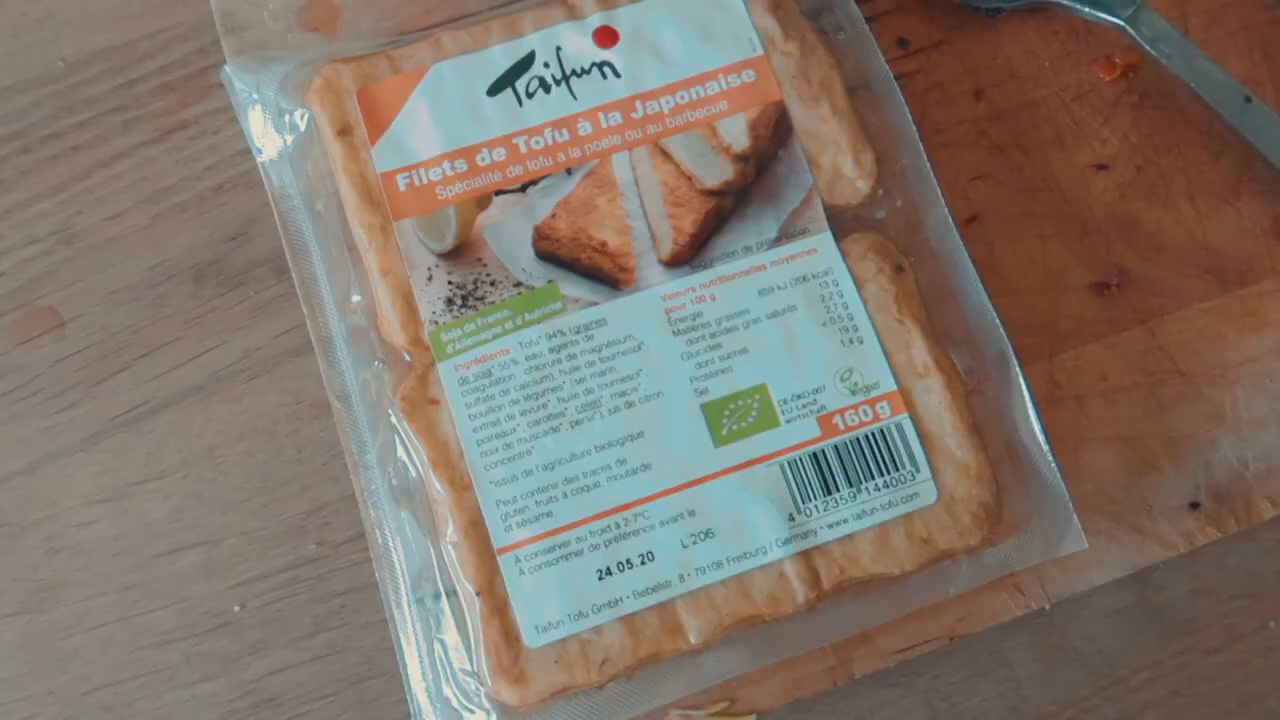 Taifun
Filets de Tofu à la Japonaise
Spécialité de tofu a la poele ou au barbecue
Suggestion de présentation
Soja de France,
d'Allemagne et d'Autriche
Ingrédients: Tofu* 94% (graines
de soja* 55%, eau, agents de
coagulation : chlorure de magnésium,
sulfate de calcium), huile de tournesol*,
bouillon de légumes* (sel marin,
extrait de levure*, huile de tournesol*,
poireaux*, carottes*, céleri*, macis*,
noix de muscade*, persil*), jus de citron
concentré*.
*issus de l'agriculture biologique
Peut contenir des traces de
gluten, fruits à coque, moutarde
et sésame.
Valeurs nutritionnelles moyennes
pour 100 g
Énergie 859 kJ (206 kcal)
Matières grasses 13 g
dont acides gras saturés 2,2 g
Glucides 2,7 g
dont sucres < 0,5 g
Protéines 19 g
Sel 1,4 g
DE-ÖKO-007
EU-Land-
wirtschaft
Vegan
160 g
4 012359 144003
À conserver au froid à 2-7°C
À consommer de préférence avant le
24.05.20 L 206
Taifun-Tofu GmbH • Bebelstr. 8 • 79108 Freiburg / Germany • www.taifun-tofu.com